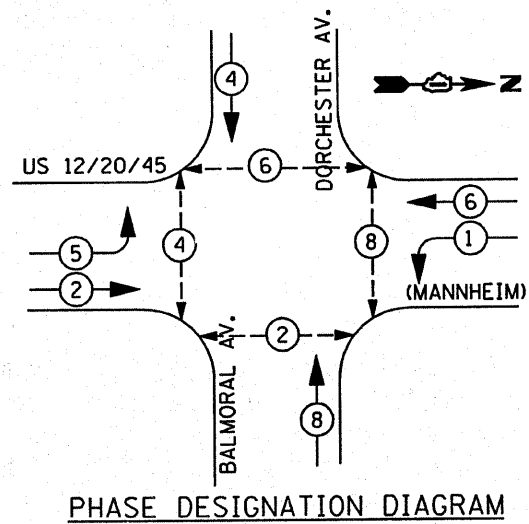 4
DORCHESTER AV.
N
US 12/20/45
6
6
5
4
8
1
2
(MANNHEIM)
2
BALMORAL AV.
8
PHASE DESIGNATION DIAGRAM